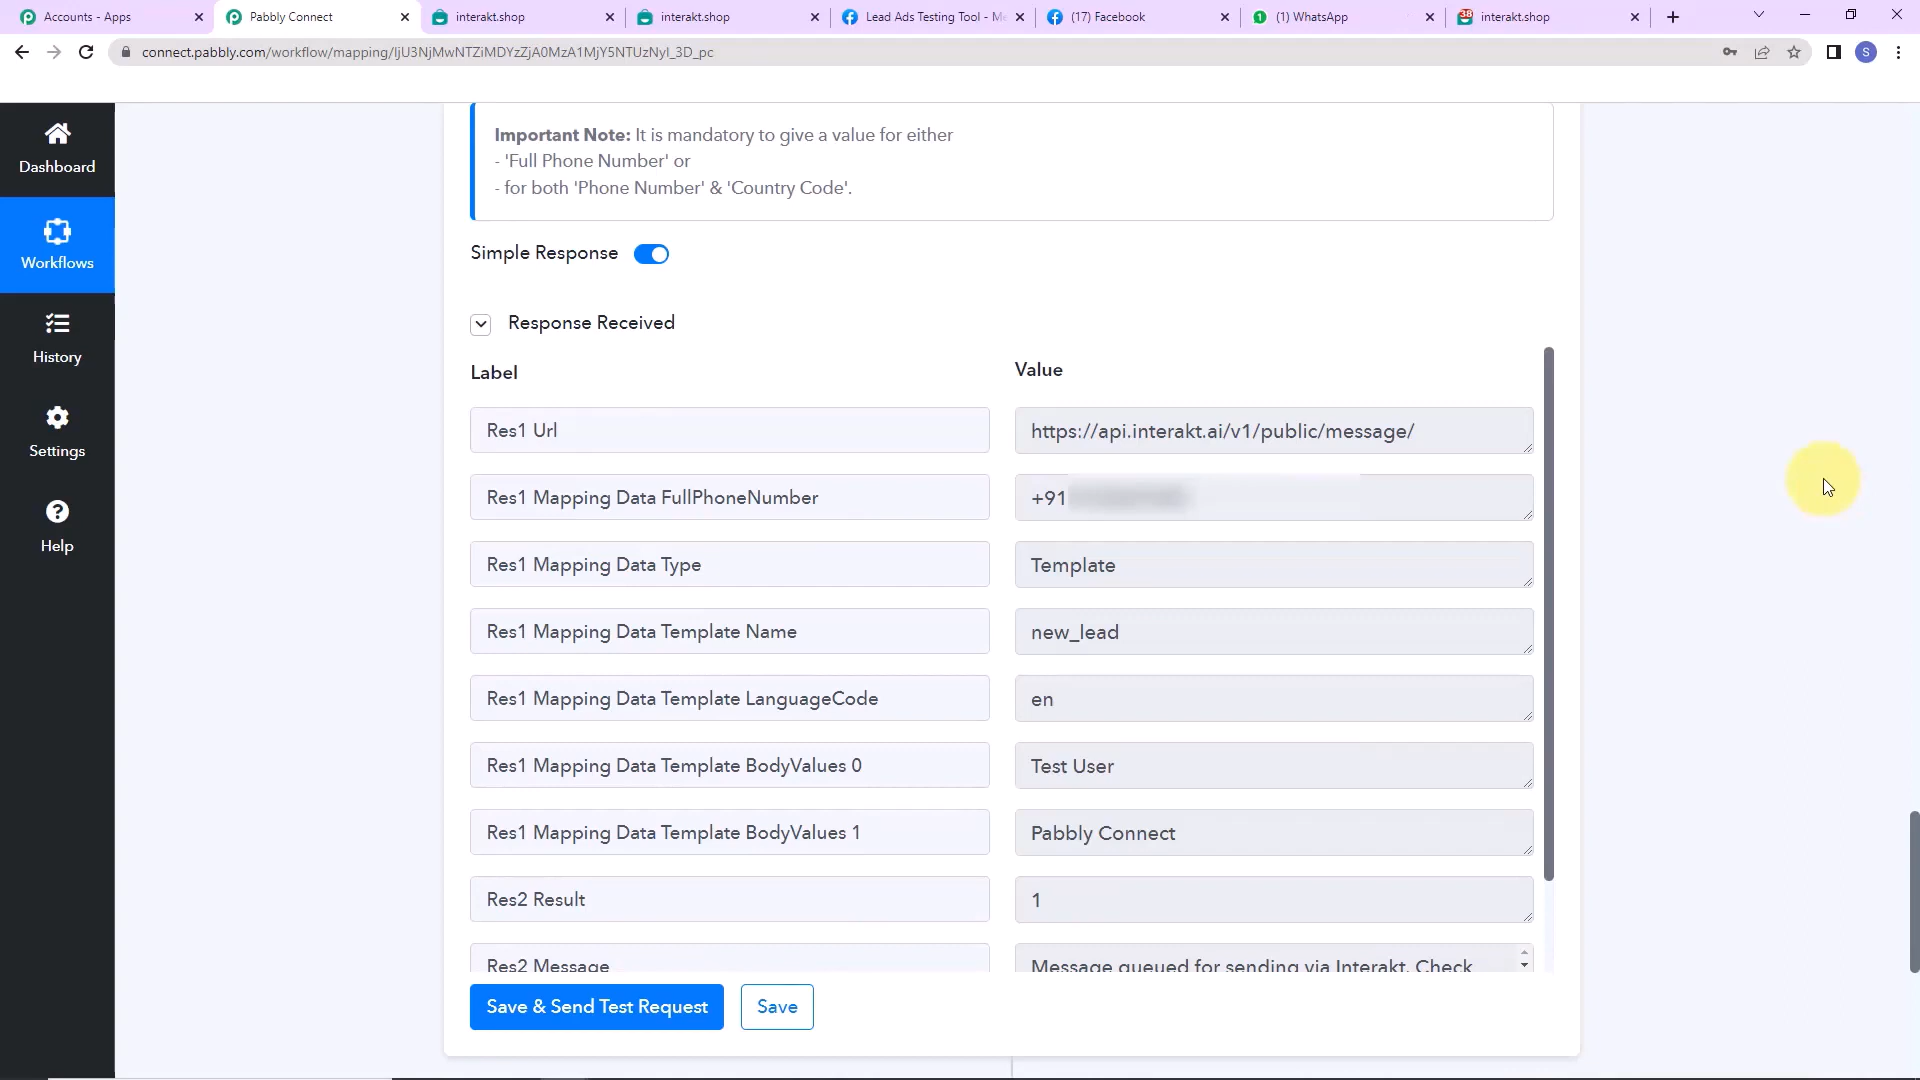 Accounts - Apps
Pabbly Connect
interakt.shop
interakt.shop
Lead Ads Testing Tool - Me
(17) Facebook
1 (1) WhatsApp
38 interakt.shop
connect.pabbly.com/workflow/mapping/IjU3NjMwNTZiMDYzZjA0MzA1MjY5NTUzNyI_3D_pc
S
Dashboard
Workflows
History
Settings
Help
Important Note: It is mandatory to give a value for either
- 'Full Phone Number' or
- for both 'Phone Number' & 'Country Code'.
Simple Response
Response Received
Label
Value
Res1 Url
https://api.interakt.ai/v1/public/message/
Res1 Mapping Data FullPhoneNumber
+91
Res1 Mapping Data Type
Template
Res1 Mapping Data Template Name
new_lead
Res1 Mapping Data Template LanguageCode
en
Res1 Mapping Data Template BodyValues 0
Test User
Res1 Mapping Data Template BodyValues 1
Pabbly Connect
Res2 Result
1
Res2 Message
Message queued for sending via Interakt. Check
Save & Send Test Request
Save